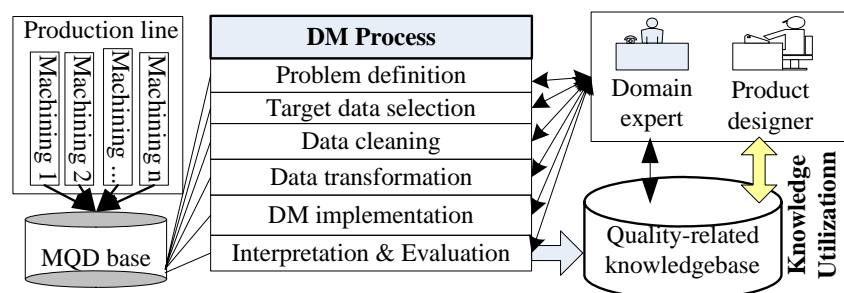 Production line
Machining 1
Machining 2
Machining ...
Machiming n
MQD base
DM Process
Problem definition
Target data selection
Data cleaning
Data transformation
DM implementation
Interpretation & Evaluation
Domain
expert
Product
designer
Quality-related
knowledgebase
Knowledge
Utilizationn